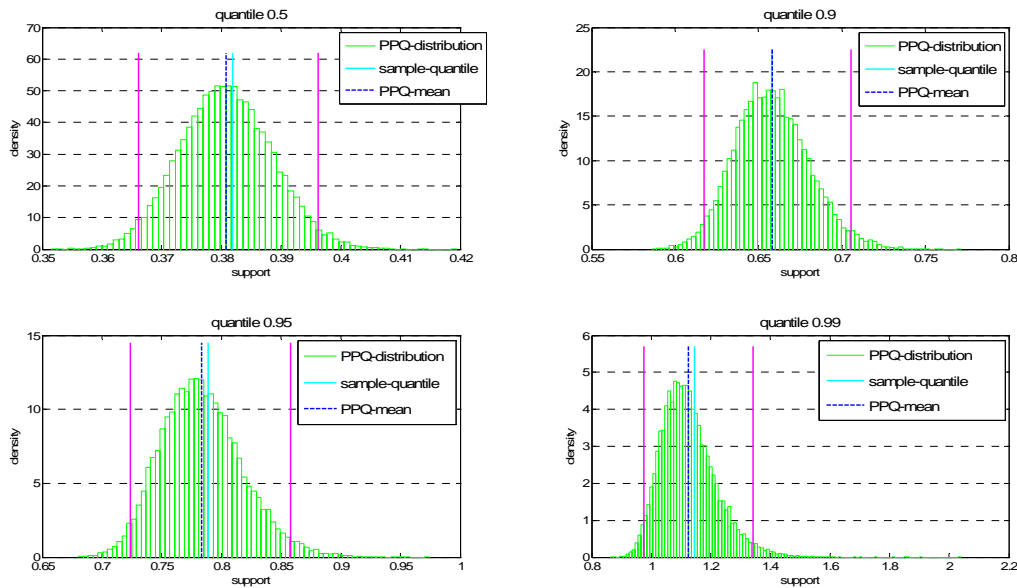 quantile 0.5
70
60
50
40
30
20
10
0
density
0.35
0.36
0.37
0.38
0.39
0.4
0.41
0.42
support
PPQ-distribution
sample-quantile
PPQ-mean
quantile 0.9
25
20
15
10
5
0
density
0.55
0.6
0.65
0.7
0.75
0.8
support
PPQ-distribution
sample-quantile
PPQ-mean
quantile 0.95
15
10
5
0
density
0.65
0.7
0.75
0.8
0.85
0.9
0.95
1
support
PPQ-distribution
sample-quantile
PPQ-mean
quantile 0.99
6
5
4
3
2
1
0
density
0.8
1
1.2
1.4
1.6
1.8
2
2.2
support
PPQ-distribution
sample-quantile
PPQ-mean